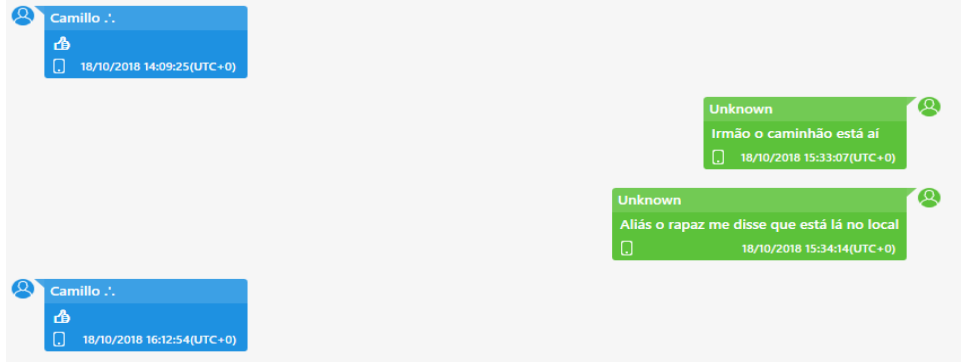 Camillo .'.
👍
18/10/2018 14:09:25(UTC+0)
Unknown
Irmão o caminhão está aí
18/10/2018 15:33:07(UTC+0)
Unknown
Aliás o rapaz me disse que está lá no local
18/10/2018 15:34:14(UTC+0)
Camillo .'.
👍
18/10/2018 16:12:54(UTC+0)